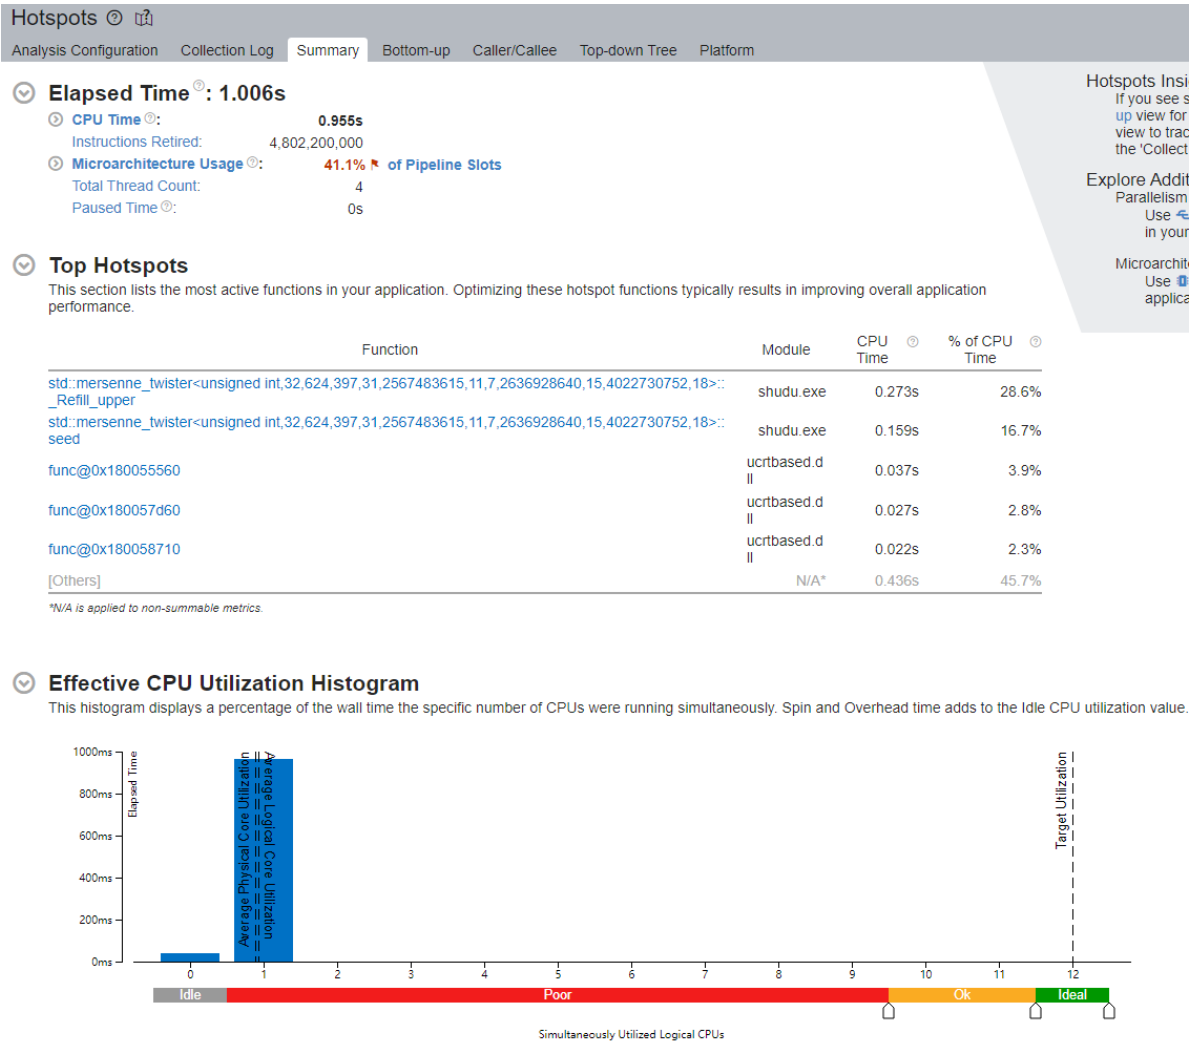 Hotspots
Analysis Configuration Collection Log Summary Bottom-up Caller/Callee Top-down Tree Platform
Elapsed Time: 1.006s
CPU Time: 0.955s
Instructions Retired: 4,802,200,000
Microarchitecture Usage: 41.1% of Pipeline Slots
Total Thread Count: 4
Paused Time: 0s
Hotspots Insi
If you see s
up view for
view to trac
the 'Collect
Explore Addit
Parallelism
Use
in your
Microarchite
Use
applica
Top Hotspots
This section lists the most active functions in your application. Optimizing these hotspot functions typically results in improving overall application
performance.
Function Module CPU Time % of CPU Time
std::mersenne_twister<unsigned int,32,624,397,31,2567483615,11,7,2636928640,15,4022730752,18>::
_Refill_upper shudu.exe 0.273s 28.6%
std::mersenne_twister<unsigned int,32,624,397,31,2567483615,11,7,2636928640,15,4022730752,18>::
seed shudu.exe 0.159s 16.7%
func@0x180055560 ucrtbased.dll 0.037s 3.9%
func@0x180057d60 ucrtbased.dll 0.027s 2.8%
func@0x180058710 ucrtbased.dll 0.022s 2.3%
[Others] N/A* 0.436s 45.7%
*N/A is applied to non-summable metrics.
Effective CPU Utilization Histogram
This histogram displays a percentage of the wall time the specific number of CPUs were running simultaneously. Spin and Overhead time adds to the Idle CPU utilization value.
Elapsed Time
1000ms
800ms
600ms
400ms
200ms
0ms
Average Physical Core Utilization
Average Logical Core Utilization
Target Utilization
0 1 2 3 4 5 6 7 8 9 10 11 12
Idle Poor Ok Ideal
Simultaneously Utilized Logical CPUs